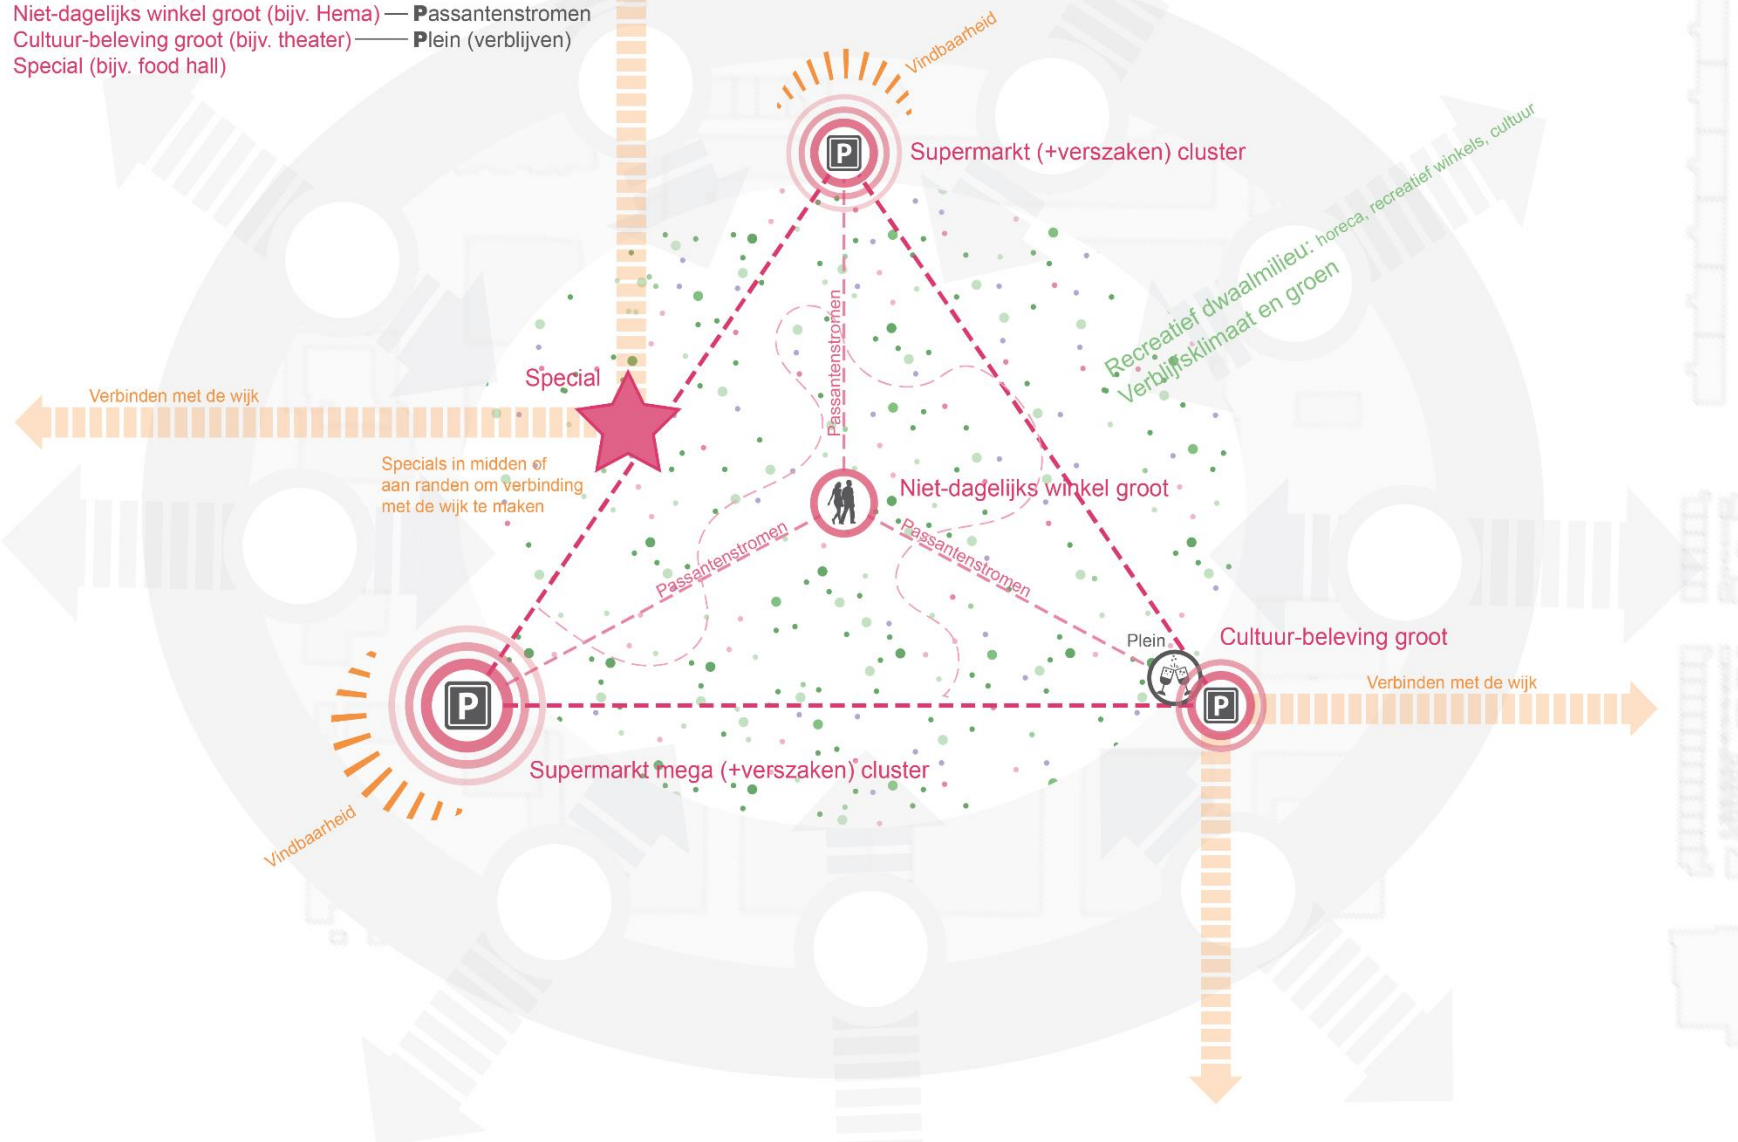 Niet-dagelijks winkel groot (bijv. Hema) — Passantenstromen
Cultuur-beleving groot (bijv. theater) — Plein (verblijven)
Special (bijv. food hall)
Vindbaarheid
P
Supermarkt (+verszaken) cluster
Recreatief dwaalmilieu: horeca, recreatief winkels, cultuur
Verblijfsklimaat en groen
Passantenstromen
Special
Verbinden met de wijk
Specials in midden of
aan randen om verbinding
met de wijk te maken
Niet-dagelijks winkel groot
Passantenstromen
Passantenstromen
Plein
Cultuur-beleving groot
Verbinden met de wijk
P
P
Supermarkt mega (+verszaken) cluster
Vindbaarheid